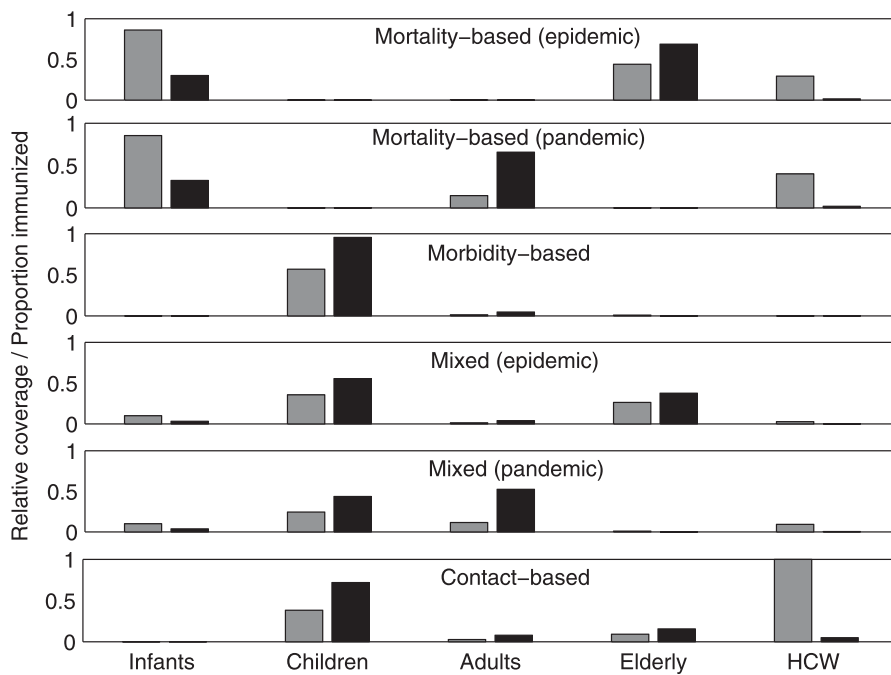 Relative coverage / Proportion immunized
1
0.5
0
Mortality−based (epidemic)
1
0.5
0
Mortality−based (pandemic)
1
0.5
0
Morbidity−based
1
0.5
0
Mixed (epidemic)
1
0.5
0
Mixed (pandemic)
1
0.5
0
Contact−based
Infants Children Adults Elderly HCW